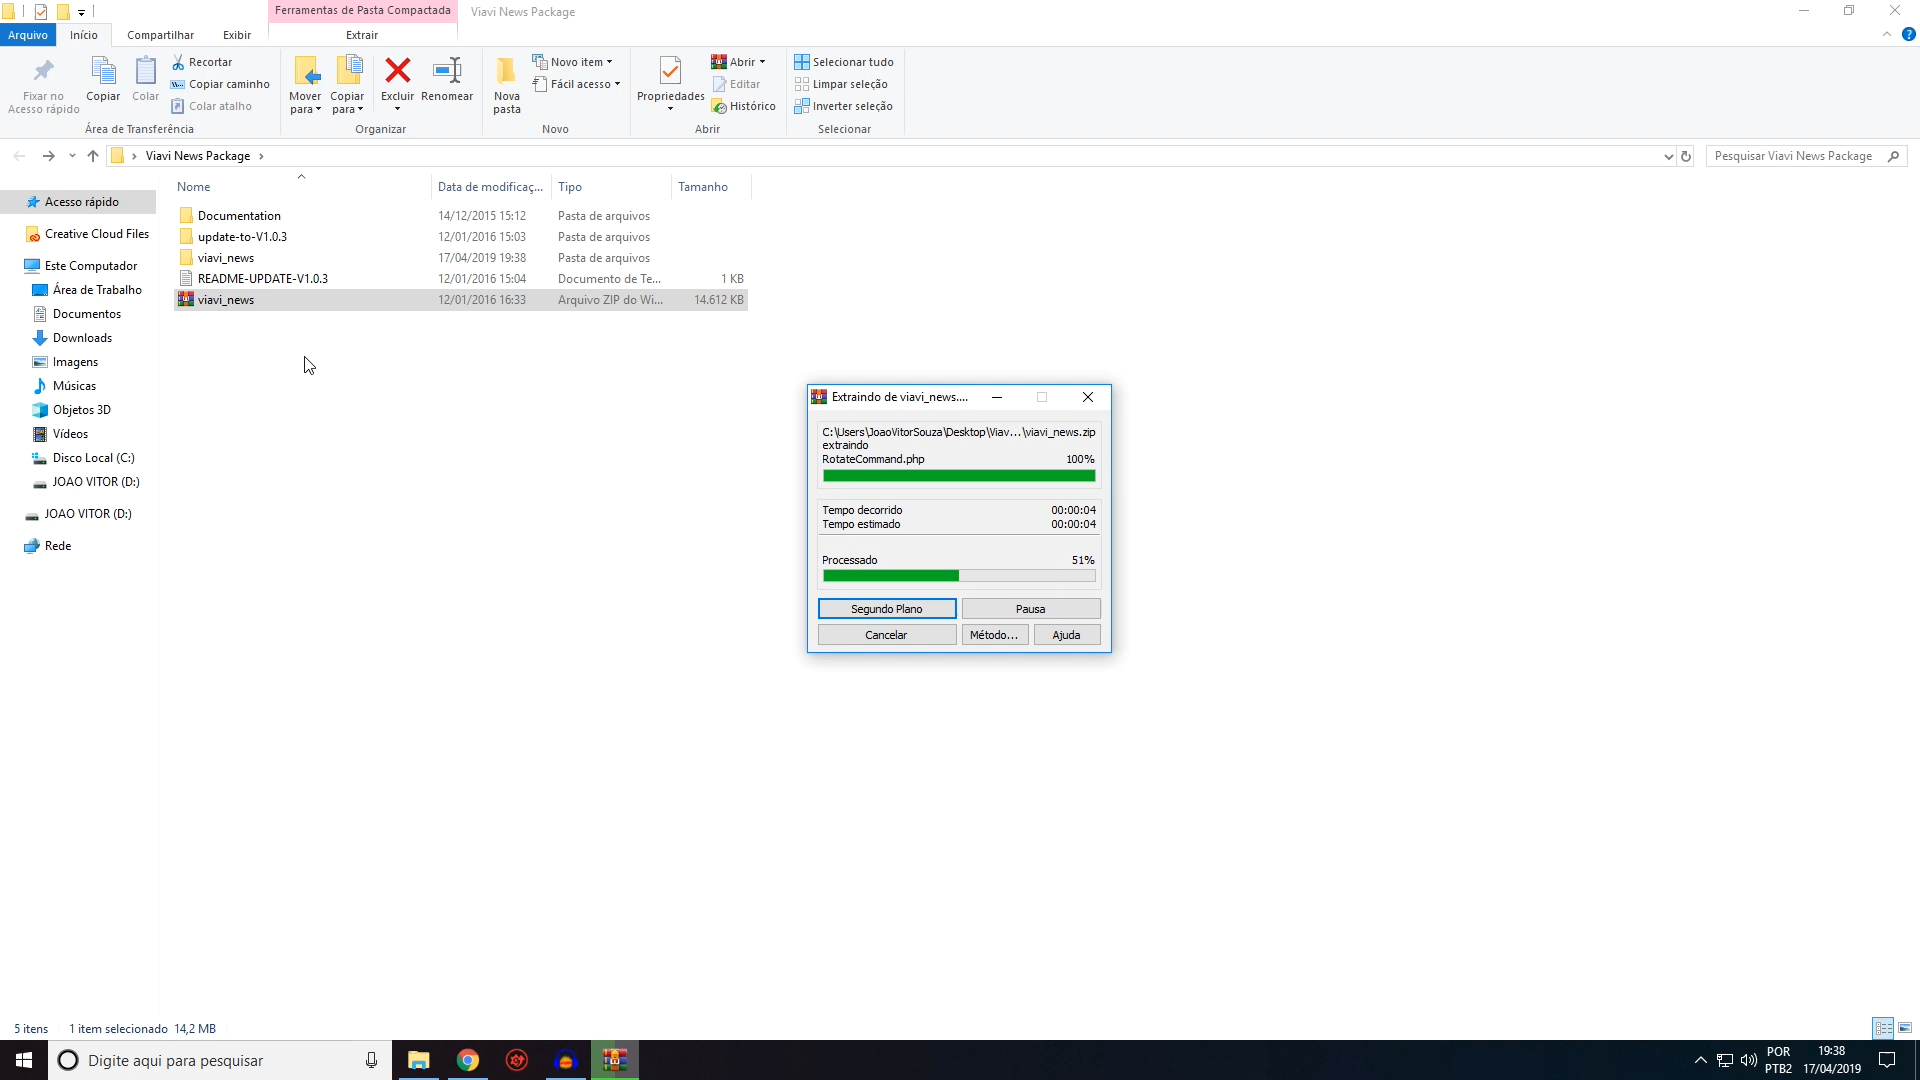 Ferramentas de Pasta Compactada
Viavi News Package
Arquivo
Início
Compartilhar
Exibir
Extrair
Fixar no
Acesso rápido
Copiar
Colar
Recortar
Copiar caminho
Colar atalho
Área de Transferência
Mover
para
Copiar
para
Excluir
Renomear
Organizar
Nova
pasta
Novo item
Fácil acesso
Novo
Propriedades
Abrir
Editar
Histórico
Abrir
Selecionar tudo
Limpar seleção
Inverter seleção
Selecionar
Viavi News Package
Pesquisar Viavi News Package
Nome
Data de modificaç...
Tipo
Tamanho
Documentation 14/12/2015 15:12 Pasta de arquivos
update-to-V1.0.3 12/01/2016 15:03 Pasta de arquivos
viavi_news 17/04/2019 19:38 Pasta de arquivos
README-UPDATE-V1.0.3 12/01/2016 15:04 Documento de Te... 1 KB
viavi_news 12/01/2016 16:33 Arquivo ZIP do Wi... 14.612 KB
Acesso rápido
Creative Cloud Files
Este Computador
Área de Trabalho
Documentos
Downloads
Imagens
Músicas
Objetos 3D
Vídeos
Disco Local (C:)
JOAO VITOR (D:)
JOAO VITOR (D:)
Rede
Extraindo de viavi_news....
C:\Users\JoaoVitorSouza\Desktop\Viav...\viavi_news.zip
extraindo
RotateCommand.php 100%
Tempo decorrido 00:00:04
Tempo estimado 00:00:04
Processado 51%
Segundo Plano
Pausa
Cancelar
Método...
Ajuda
5 itens
1 item selecionado 14,2 MB
Digite aqui para pesquisar
POR
PTB2
19:38
17/04/2019